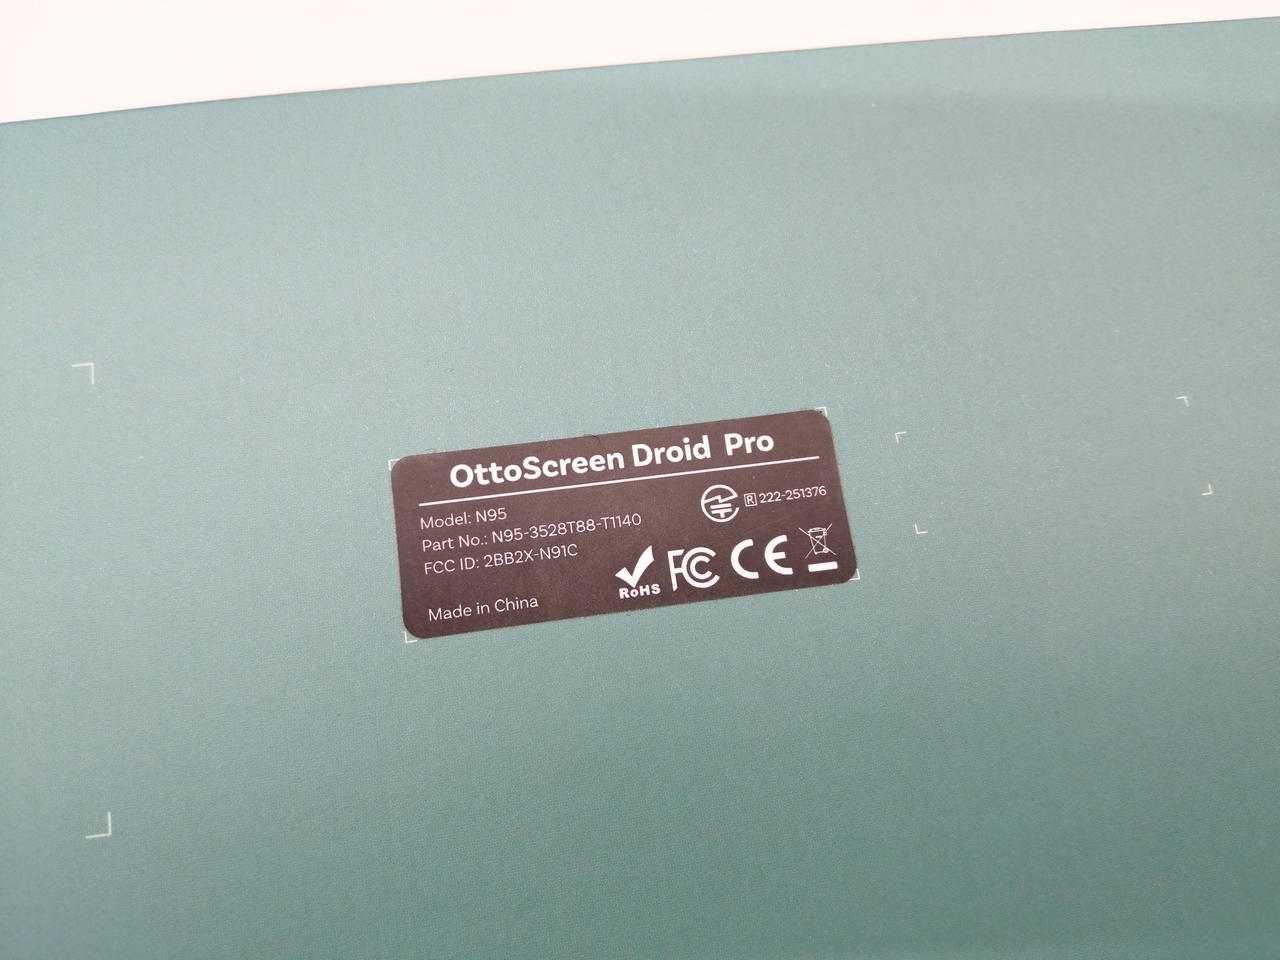 OttoScreen Droid Pro
Model: N95
Part No.: N95-3528T88-T1140
FCC ID: 2BB2X-N91C
R 222-251376
RoHS FC CE
Made in China